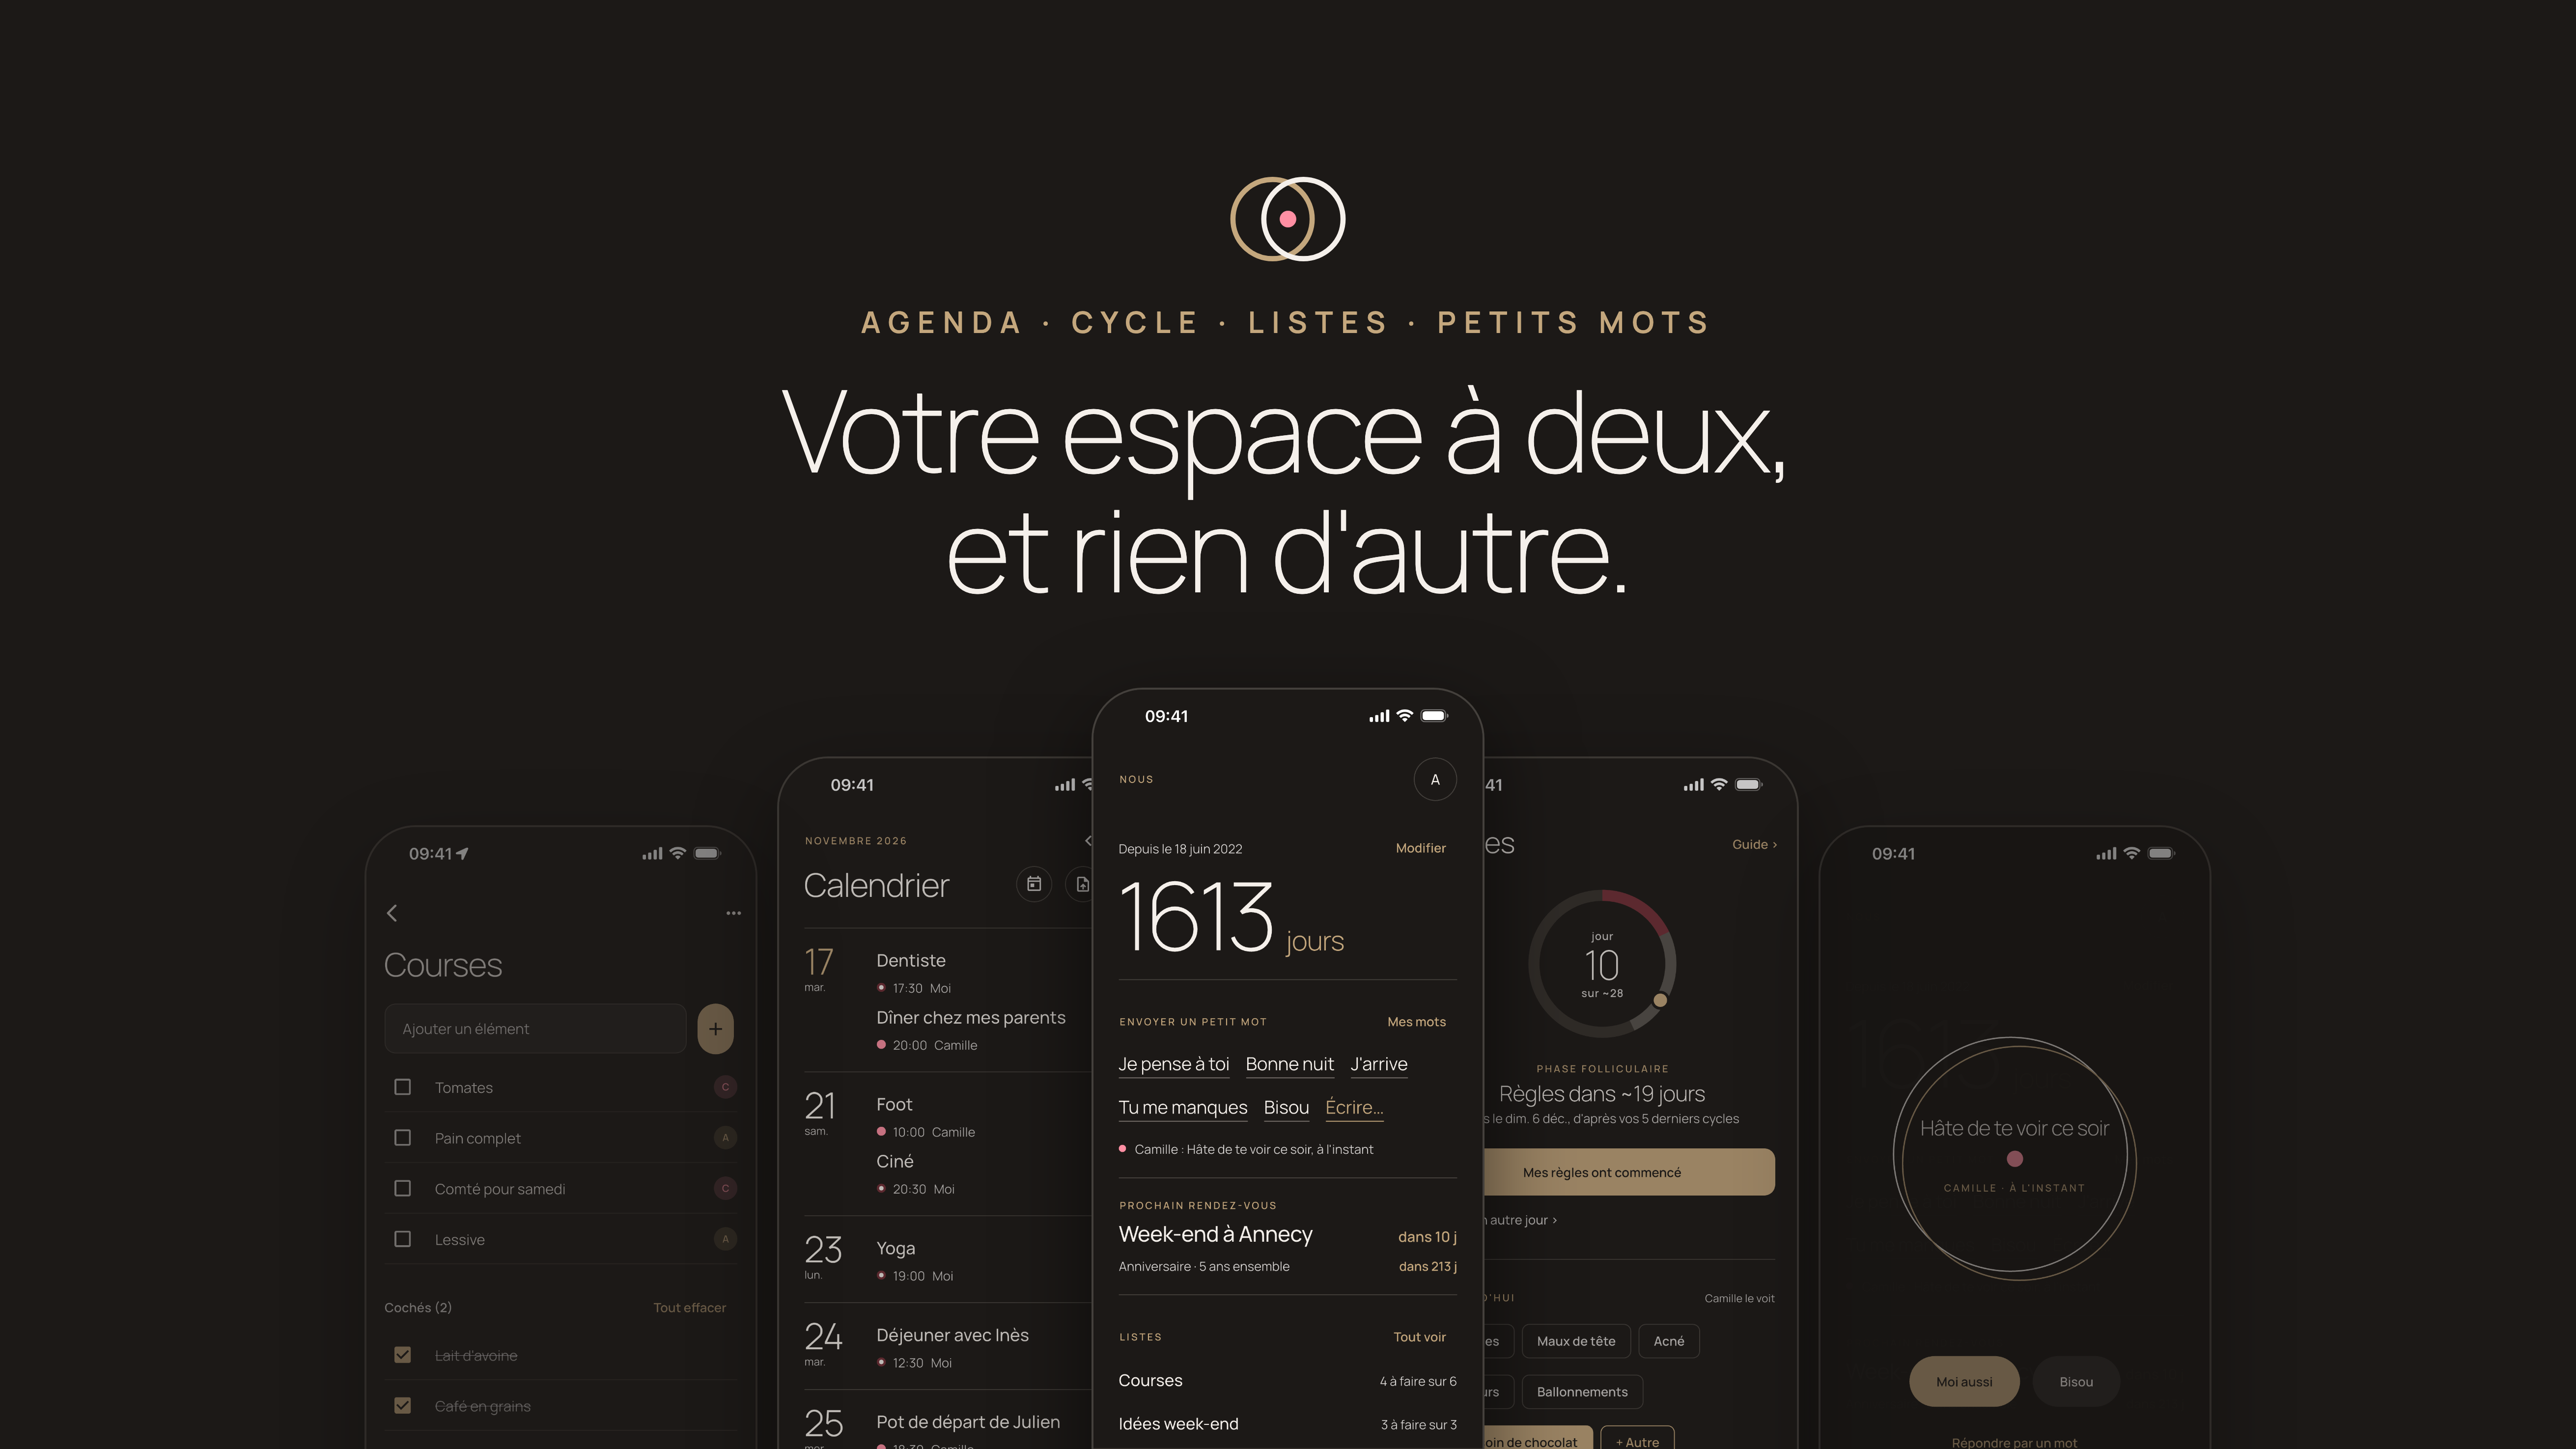 AGENDA · CYCLE · LISTES · PETITS MOTS
Votre espace à deux,
et rien d'autre.
09:41
Courses
Ajouter un élément
+
Tomates C
Pain complet A
Comté pour samedi C
Lessive A
Cochés (2) Tout effacer
Lait d'avoine
Café en grains
09:41
NOVEMBRE 2026
Calendrier
17 Dentiste
mar. 17:30 Moi
Dîner chez mes parents
20:00 Camille
21 Foot
sam. 10:00 Camille
Ciné
20:30 Moi
23 Yoga
lun. 19:00 Moi
24 Déjeuner avec Inès
mar. 12:30 Moi
25 Pot de départ de Julien
09:41
NOUS A
Depuis le 18 juin 2022 Modifier
1613 jours
ENVOYER UN PETIT MOT Mes mots
Je pense à toi Bonne nuit J'arrive
Tu me manques Bisou Écrire...
Camille : Hâte de te voir ce soir, à l'instant
PROCHAIN RENDEZ-VOUS
Week-end à Annecy dans 10 j
Anniversaire · 5 ans ensemble dans 213 j
LISTES Tout voir
Courses 4 à faire sur 6
Idées week-end 3 à faire sur 3
41
es Guide ›
jour
10
sur ~28
PHASE FOLLICULAIRE
Règles dans ~19 jours
s le dim. 6 déc., d'après vos 5 derniers cycles
Mes règles ont commencé
autre jour ›
D'HUI Camille le voit
es Maux de tête Acné
urs Ballonnements
oin de chocolat + Autre
09:41
1613
Hâte de te voir ce soir
CAMILLE · À L'INSTANT
Moi aussi Bisou
Répondre par un mot